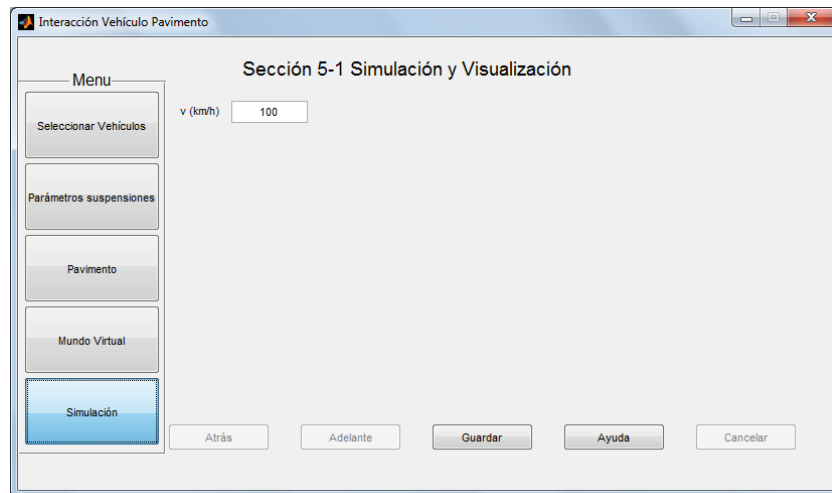 Interacción Vehículo Pavimento
Sección 5-1 Simulación y Visualización
Menu
v (km/h) 100
Seleccionar Vehículos
Parámetros suspensiones
Pavimento
Mundo Virtual
Simulación
Atrás Adelante Guardar Ayuda Cancelar